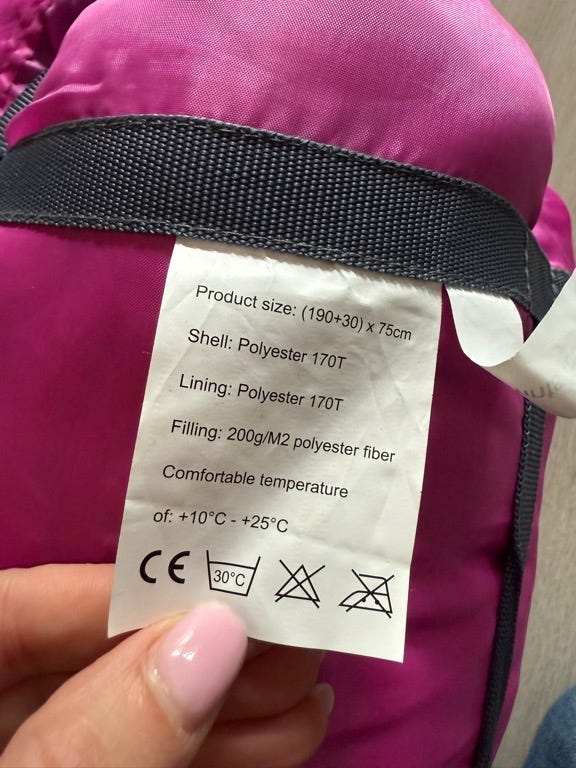 Product size: (190+30) x 75cm
Shell: Polyester 170T
Lining: Polyester 170T
Filling: 200g/M2 polyester fiber
Comfortable temperature
of: +10°C - +25°C
CE 30°C